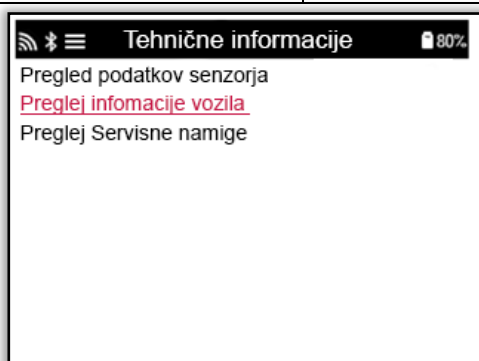 Tehnične informacije 80%
Pregled podatkov senzorja
Preglej infomacije vozila
Preglej Servisne namige